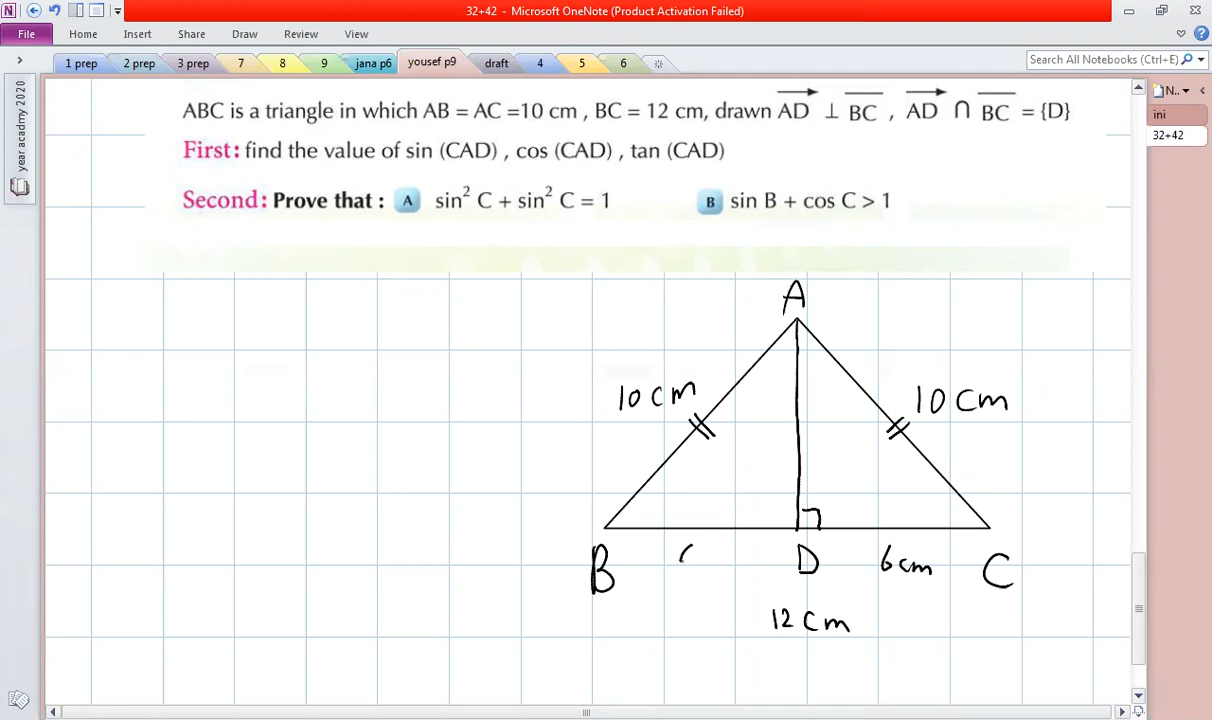 32+42 - Microsoft OneNote (Product Activation Failed)
File Home Insert Share Draw Review View
1 prep 2 prep 3 prep 7 8 9 jana p6 yousef p9 draft 4 5 6
Search All Notebooks (Ctrl+E)
N..
ini
32+42
year academy 2020
ABC is a triangle in which AB = AC =10 cm , BC = 12 cm, drawn AD ⊥ BC , AD ∩ BC = {D}
First: find the value of sin (CAD) , cos (CAD) , tan (CAD)
Second: Prove that : A sin² C + sin² C = 1 B sin B + cos C > 1
A
10 cm 10 cm
B D 6 cm C
12 cm